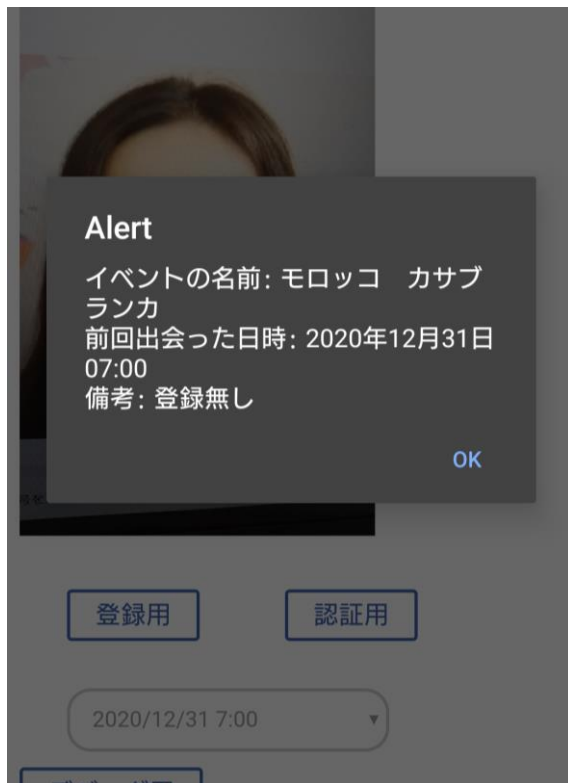 Alert
イベントの名前: モロッコ　カサブ
ランカ
前回出会った日時: 2020年12月31日
07:00
備考: 登録無し
OK
登録用
認証用
2020/12/31 7:00